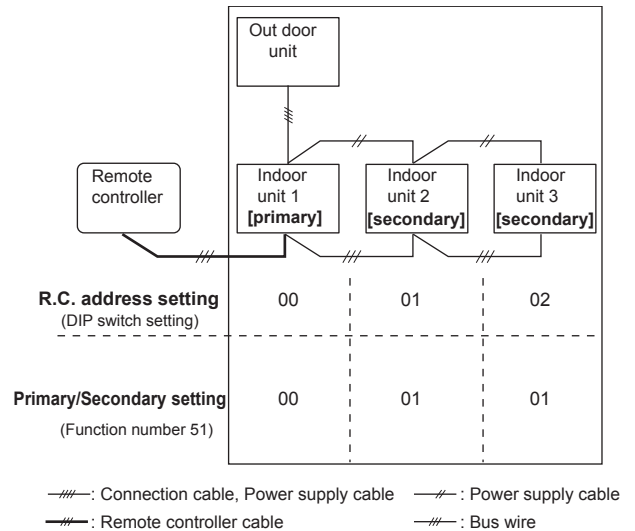 Out door
unit
Remote
controller
Indoor
unit 1
[primary]
Indoor
unit 2
[secondary]
Indoor
unit 3
[secondary]
R.C. address setting
(DIP switch setting)
00 01 02
Primary/Secondary setting
(Function number 51)
00 01 01
: Connection cable, Power supply cable : Power supply cable
: Remote controller cable : Bus wire